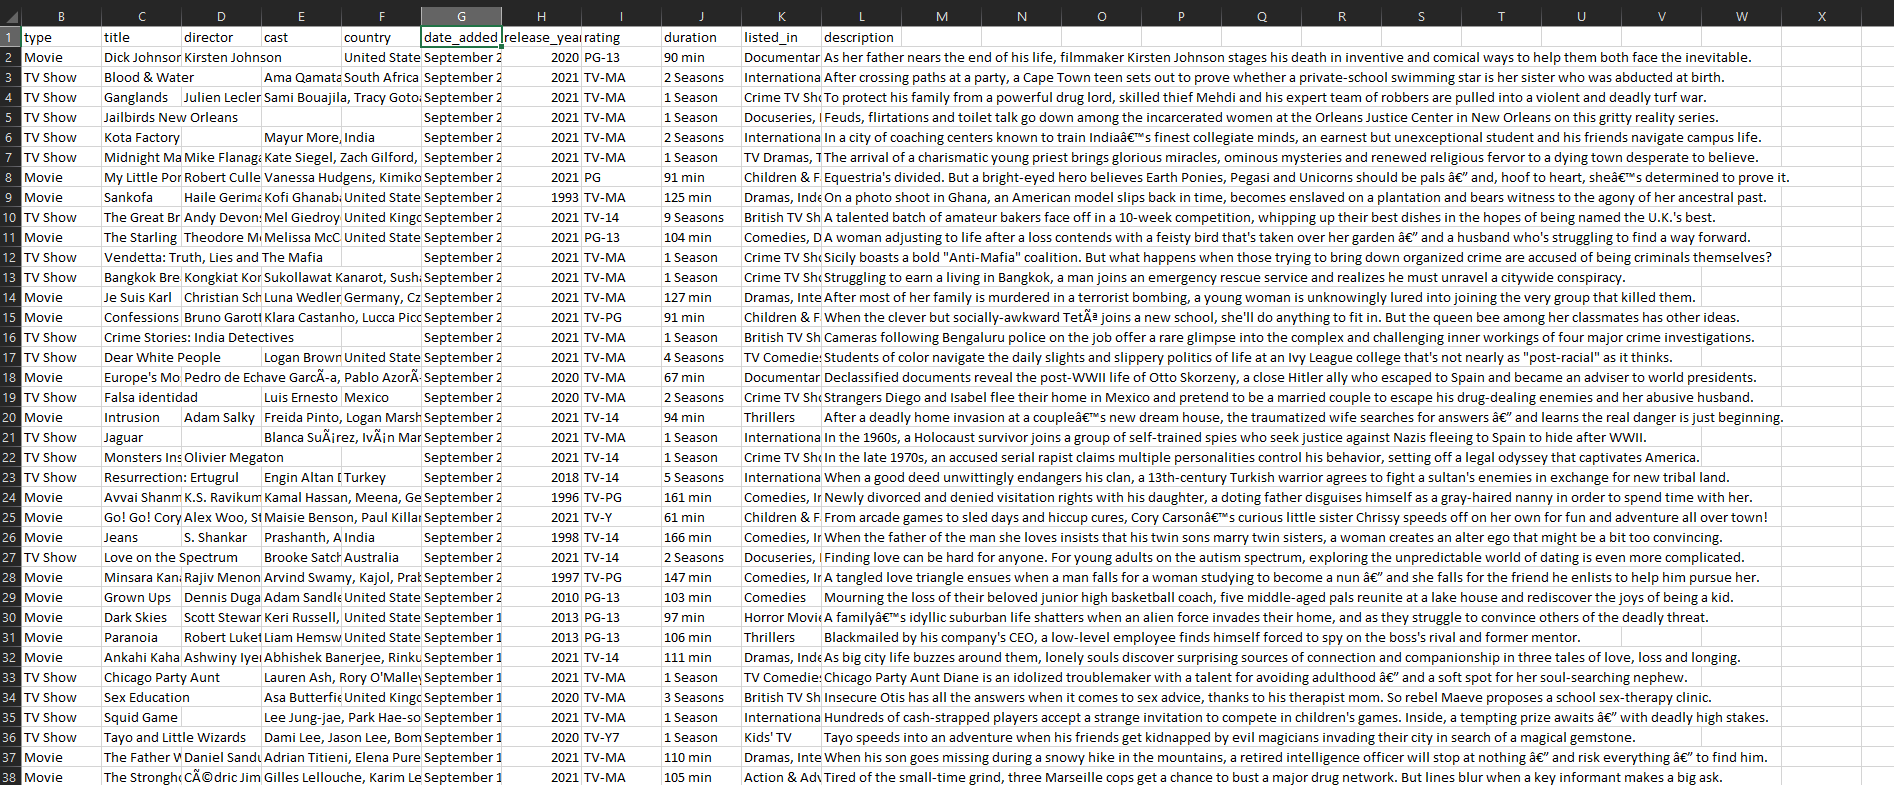 B C D E F G H I J K L M N O P Q R S T U V W X
1 type title director cast country date_added release_year rating duration listed_in description
2 Movie Dick Johnson Kirsten Johnson United State September 2 2020 PG-13 90 min Documentar As her father nears the end of his life, filmmaker Kirsten Johnson stages his death in inventive and comical ways to help them both face the inevitable.
3 TV Show Blood & Water Ama Qamata South Africa September 2 2021 TV-MA 2 Seasons Internationa After crossing paths at a party, a Cape Town teen sets out to prove whether a private-school swimming star is her sister who was abducted at birth.
4 TV Show Ganglands Julien Lecler Sami Bouajila, Tracy Goto September 2 2021 TV-MA 1 Season Crime TV Sho To protect his family from a powerful drug lord, skilled thief Mehdi and his expert team of robbers are pulled into a violent and deadly turf war.
5 TV Show Jailbirds New Orleans September 2 2021 TV-MA 1 Season Docuseries, Feuds, flirtations and toilet talk go down among the incarcerated women at the Orleans Justice Center in New Orleans on this gritty reality series.
6 TV Show Kota Factory Mayur More, India September 2 2021 TV-MA 2 Seasons Internationa In a city of coaching centers known to train Indiaâ€™s finest collegiate minds, an earnest but unexceptional student and his friends navigate campus life.
7 TV Show Midnight Ma Mike Flanaga Kate Siegel, Zach Gilford, September 2 2021 TV-MA 1 Season TV Dramas, T The arrival of a charismatic young priest brings glorious miracles, ominous mysteries and renewed religious fervor to a dying town desperate to believe.
8 Movie My Little Por Robert Culle Vanessa Hudgens, Kimiko September 2 2021 PG 91 min Children & F Equestria's divided. But a bright-eyed hero believes Earth Ponies, Pegasi and Unicorns should be pals â€” and, hoof to heart, sheâ€™s determined to prove it.
9 Movie Sankofa Haile Gerima Kofi Ghanab United State September 2 1993 TV-MA 125 min Dramas, Inde On a photo shoot in Ghana, an American model slips back in time, becomes enslaved on a plantation and bears witness to the agony of her ancestral past.
10 TV Show The Great Br Andy Devons Mel Giedroy United Kingd September 2 2021 TV-14 9 Seasons British TV Sh A talented batch of amateur bakers face off in a 10-week competition, whipping up their best dishes in the hopes of being named the U.K.'s best.
11 Movie The Starling Theodore Me Melissa McC United State September 2 2021 PG-13 104 min Comedies, D A woman adjusting to life after a loss contends with a feisty bird that's taken over her garden â€” and a husband who's struggling to find a way forward.
12 TV Show Vendetta: Truth, Lies and The Mafia September 2 2021 TV-MA 1 Season Crime TV Sho Sicily boasts a bold "Anti-Mafia" coalition. But what happens when those trying to bring down organized crime are accused of being criminals themselves?
13 TV Show Bangkok Bre Kongkiat Kor Sukollawat Kanarot, Sush September 2 2021 TV-MA 1 Season Crime TV Sho Struggling to earn a living in Bangkok, a man joins an emergency rescue service and realizes he must unravel a citywide conspiracy.
14 Movie Je Suis Karl Christian Sch Luna Wedler Germany, Cz September 2 2021 TV-MA 127 min Dramas, Inte After most of her family is murdered in a terrorist bombing, a young woman is unknowingly lured into joining the very group that killed them.
15 Movie Confessions Bruno Garott Klara Castanho, Lucca Picc September 2 2021 TV-PG 91 min Children & F When the clever but socially-awkward TetÃª joins a new school, she'll do anything to fit in. But the queen bee among her classmates has other ideas.
16 TV Show Crime Stories: India Detectives September 2 2021 TV-MA 1 Season British TV Sh Cameras following Bengaluru police on the job offer a rare glimpse into the complex and challenging inner workings of four major crime investigations.
17 TV Show Dear White People Logan Brown United State September 2 2021 TV-MA 4 Seasons TV Comedie Students of color navigate the daily slights and slippery politics of life at an Ivy League college that's not nearly as "post-racial" as it thinks.
18 Movie Europe's Mo Pedro de Echave GarcÃ-a, Pablo AzorÃ- September 2 2020 TV-MA 67 min Documentar Declassified documents reveal the post-WWII life of Otto Skorzeny, a close Hitler ally who escaped to Spain and became an adviser to world presidents.
19 TV Show Falsa identidad Luis Ernesto Mexico September 2 2020 TV-MA 2 Seasons Crime TV Sho Strangers Diego and Isabel flee their home in Mexico and pretend to be a married couple to escape his drug-dealing enemies and her abusive husband.
20 Movie Intrusion Adam Salky Freida Pinto, Logan Marsh September 2 2021 TV-14 94 min Thrillers After a deadly home invasion at a coupleâ€™s new dream house, the traumatized wife searches for answers â€” and learns the real danger is just beginning.
21 TV Show Jaguar Blanca SuÃ¡rez, IvÃ¡n Mar September 2 2021 TV-MA 1 Season Internationa In the 1960s, a Holocaust survivor joins a group of self-trained spies who seek justice against Nazis fleeing to Spain to hide after WWII.
22 TV Show Monsters Ins Olivier Megaton September 2 2021 TV-14 1 Season Crime TV Sho In the late 1970s, an accused serial rapist claims multiple personalities control his behavior, setting off a legal odyssey that captivates America.
23 TV Show Resurrection: Ertugrul Engin Altan D Turkey September 2 2018 TV-14 5 Seasons Internationa When a good deed unwittingly endangers his clan, a 13th-century Turkish warrior agrees to fight a sultan's enemies in exchange for new tribal land.
24 Movie Avvai Shanm K.S. Ravikum Kamal Hassan, Meena, Ge September 2 1996 TV-PG 161 min Comedies, Ir Newly divorced and denied visitation rights with his daughter, a doting father disguises himself as a gray-haired nanny in order to spend time with her.
25 Movie Go! Go! Cory Alex Woo, St Maisie Benson, Paul Killar September 2 2021 TV-Y 61 min Children & F From arcade games to sled days and hiccup cures, Cory Carsonâ€™s curious little sister Chrissy speeds off on her own for fun and adventure all over town!
26 Movie Jeans S. Shankar Prashanth, A India September 2 1998 TV-14 166 min Comedies, Ir When the father of the man she loves insists that his twin sons marry twin sisters, a woman creates an alter ego that might be a bit too convincing.
27 TV Show Love on the Spectrum Brooke Satch Australia September 2 2021 TV-14 2 Seasons Docuseries, Finding love can be hard for anyone. For young adults on the autism spectrum, exploring the unpredictable world of dating is even more complicated.
28 Movie Minsara Kana Rajiv Menon Arvind Swamy, Kajol, Prab September 2 1997 TV-PG 147 min Comedies, Ir A tangled love triangle ensues when a man falls for a woman studying to become a nun â€” and she falls for the friend he enlists to help him pursue her.
29 Movie Grown Ups Dennis Duga Adam Sandle United State September 2 2010 PG-13 103 min Comedies Mourning the loss of their beloved junior high basketball coach, five middle-aged pals reunite at a lake house and rediscover the joys of being a kid.
30 Movie Dark Skies Scott Stewar Keri Russell, United State September 1 2013 PG-13 97 min Horror Movie A familyâ€™s idyllic suburban life shatters when an alien force invades their home, and as they struggle to convince others of the deadly threat.
31 Movie Paranoia Robert Luket Liam Hemsw United State September 1 2013 PG-13 106 min Thrillers Blackmailed by his company's CEO, a low-level employee finds himself forced to spy on the boss's rival and former mentor.
32 Movie Ankahi Kaha Ashwiny Iye Abhishek Banerjee, Rinku September 1 2021 TV-14 111 min Dramas, Inde As big city life buzzes around them, lonely souls discover surprising sources of connection and companionship in three tales of love, loss and longing.
33 TV Show Chicago Party Aunt Lauren Ash, Rory O'Malley September 1 2021 TV-MA 1 Season TV Comedie Chicago Party Aunt Diane is an idolized troublemaker with a talent for avoiding adulthood â€” and a soft spot for her soul-searching nephew.
34 TV Show Sex Education Asa Butterfie United Kingd September 1 2020 TV-MA 3 Seasons British TV Sh Insecure Otis has all the answers when it comes to sex advice, thanks to his therapist mom. So rebel Maeve proposes a school sex-therapy clinic.
35 TV Show Squid Game Lee Jung-jae, Park Hae-so September 1 2021 TV-MA 1 Season Internationa Hundreds of cash-strapped players accept a strange invitation to compete in children's games. Inside, a tempting prize awaits â€” with deadly high stakes.
36 TV Show Tayo and Little Wizards Dami Lee, Jason Lee, Bom September 1 2020 TV-Y7 1 Season Kids' TV Tayo speeds into an adventure when his friends get kidnapped by evil magicians invading their city in search of a magical gemstone.
37 Movie The Father W Daniel Sandu Adrian Titieni, Elena Pure September 1 2021 TV-MA 110 min Dramas, Inte When his son goes missing during a snowy hike in the mountains, a retired intelligence officer will stop at nothing â€” and risk everything â€” to find him.
38 Movie The Strongho CÃ©dric Jim Gilles Lellouche, Karim Le September 1 2021 TV-MA 105 min Action & Adv Tired of the small-time grind, three Marseille cops get a chance to bust a major drug network. But lines blur when a key informant makes a big ask.